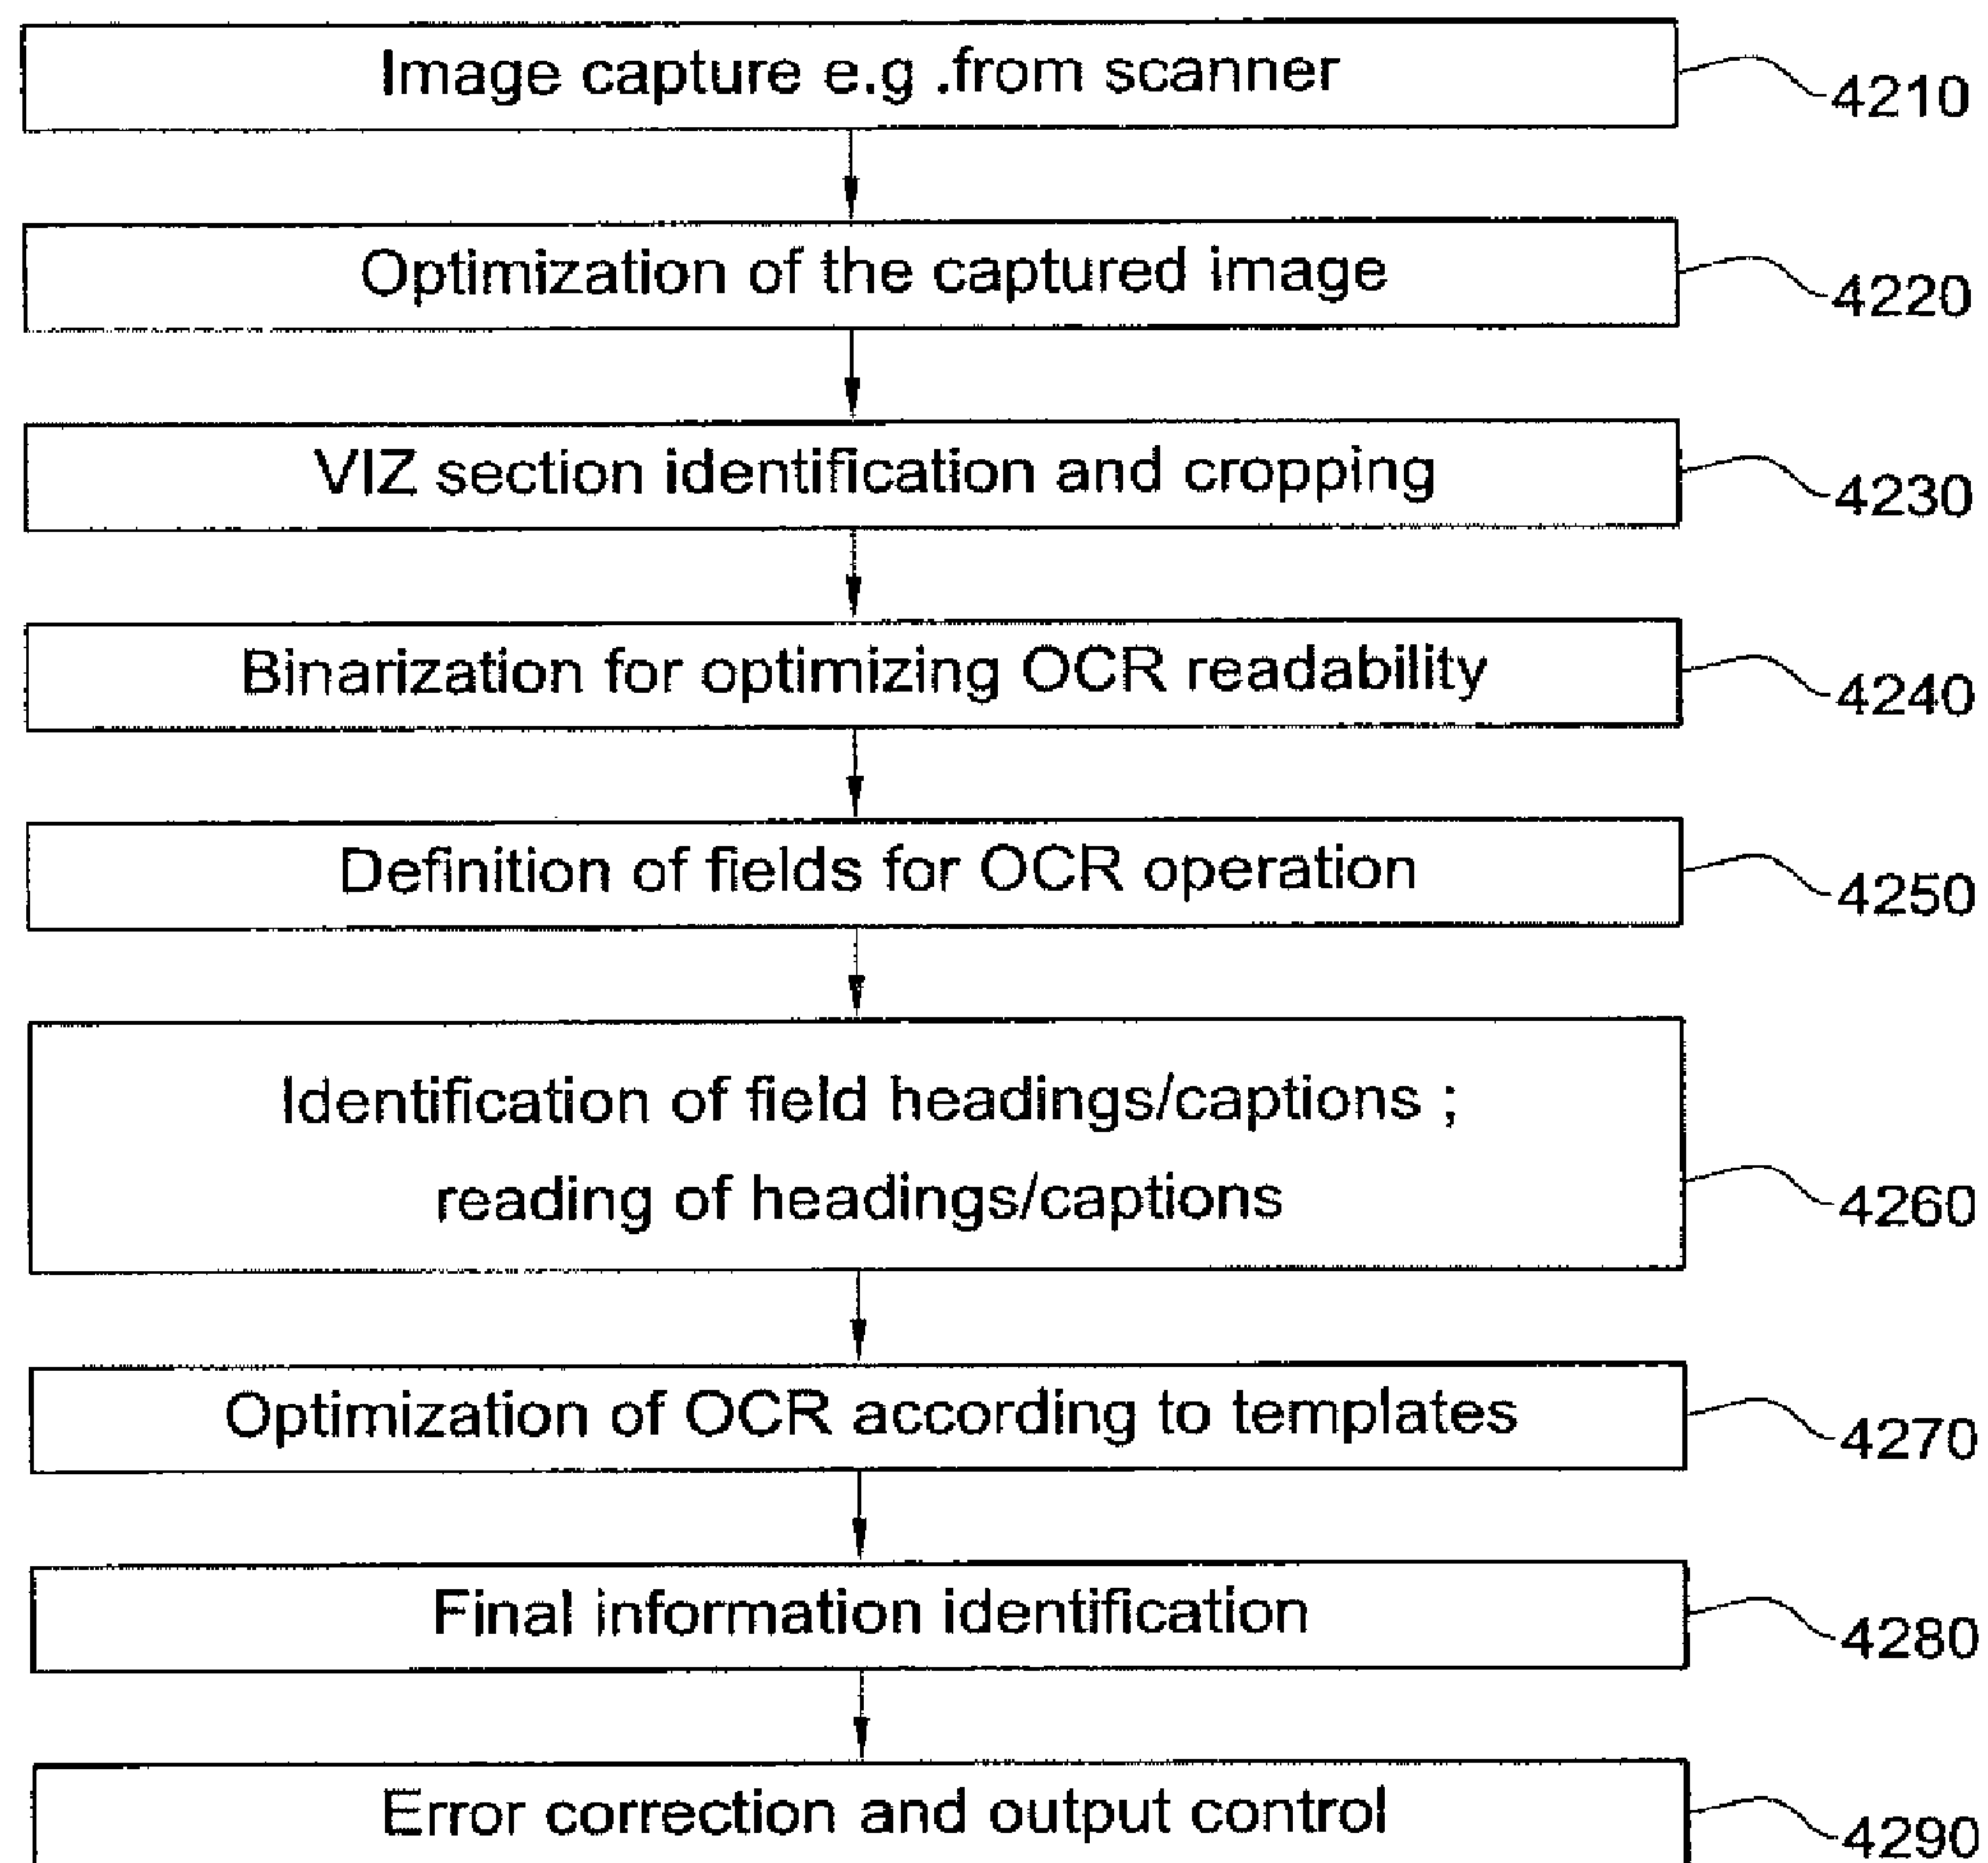 Image capture e.g .from scanner
4210
Optimization of the captured image
4220
VIZ section identification and cropping
4230
Binarization for optimizing OCR readability
4240
Definition of fields for OCR operation
4250
Identification of field headings/captions ;
reading of headings/captions
4260
Optimization of OCR according to templates
4270
Final information identification
4280
Error correction and output control
4290